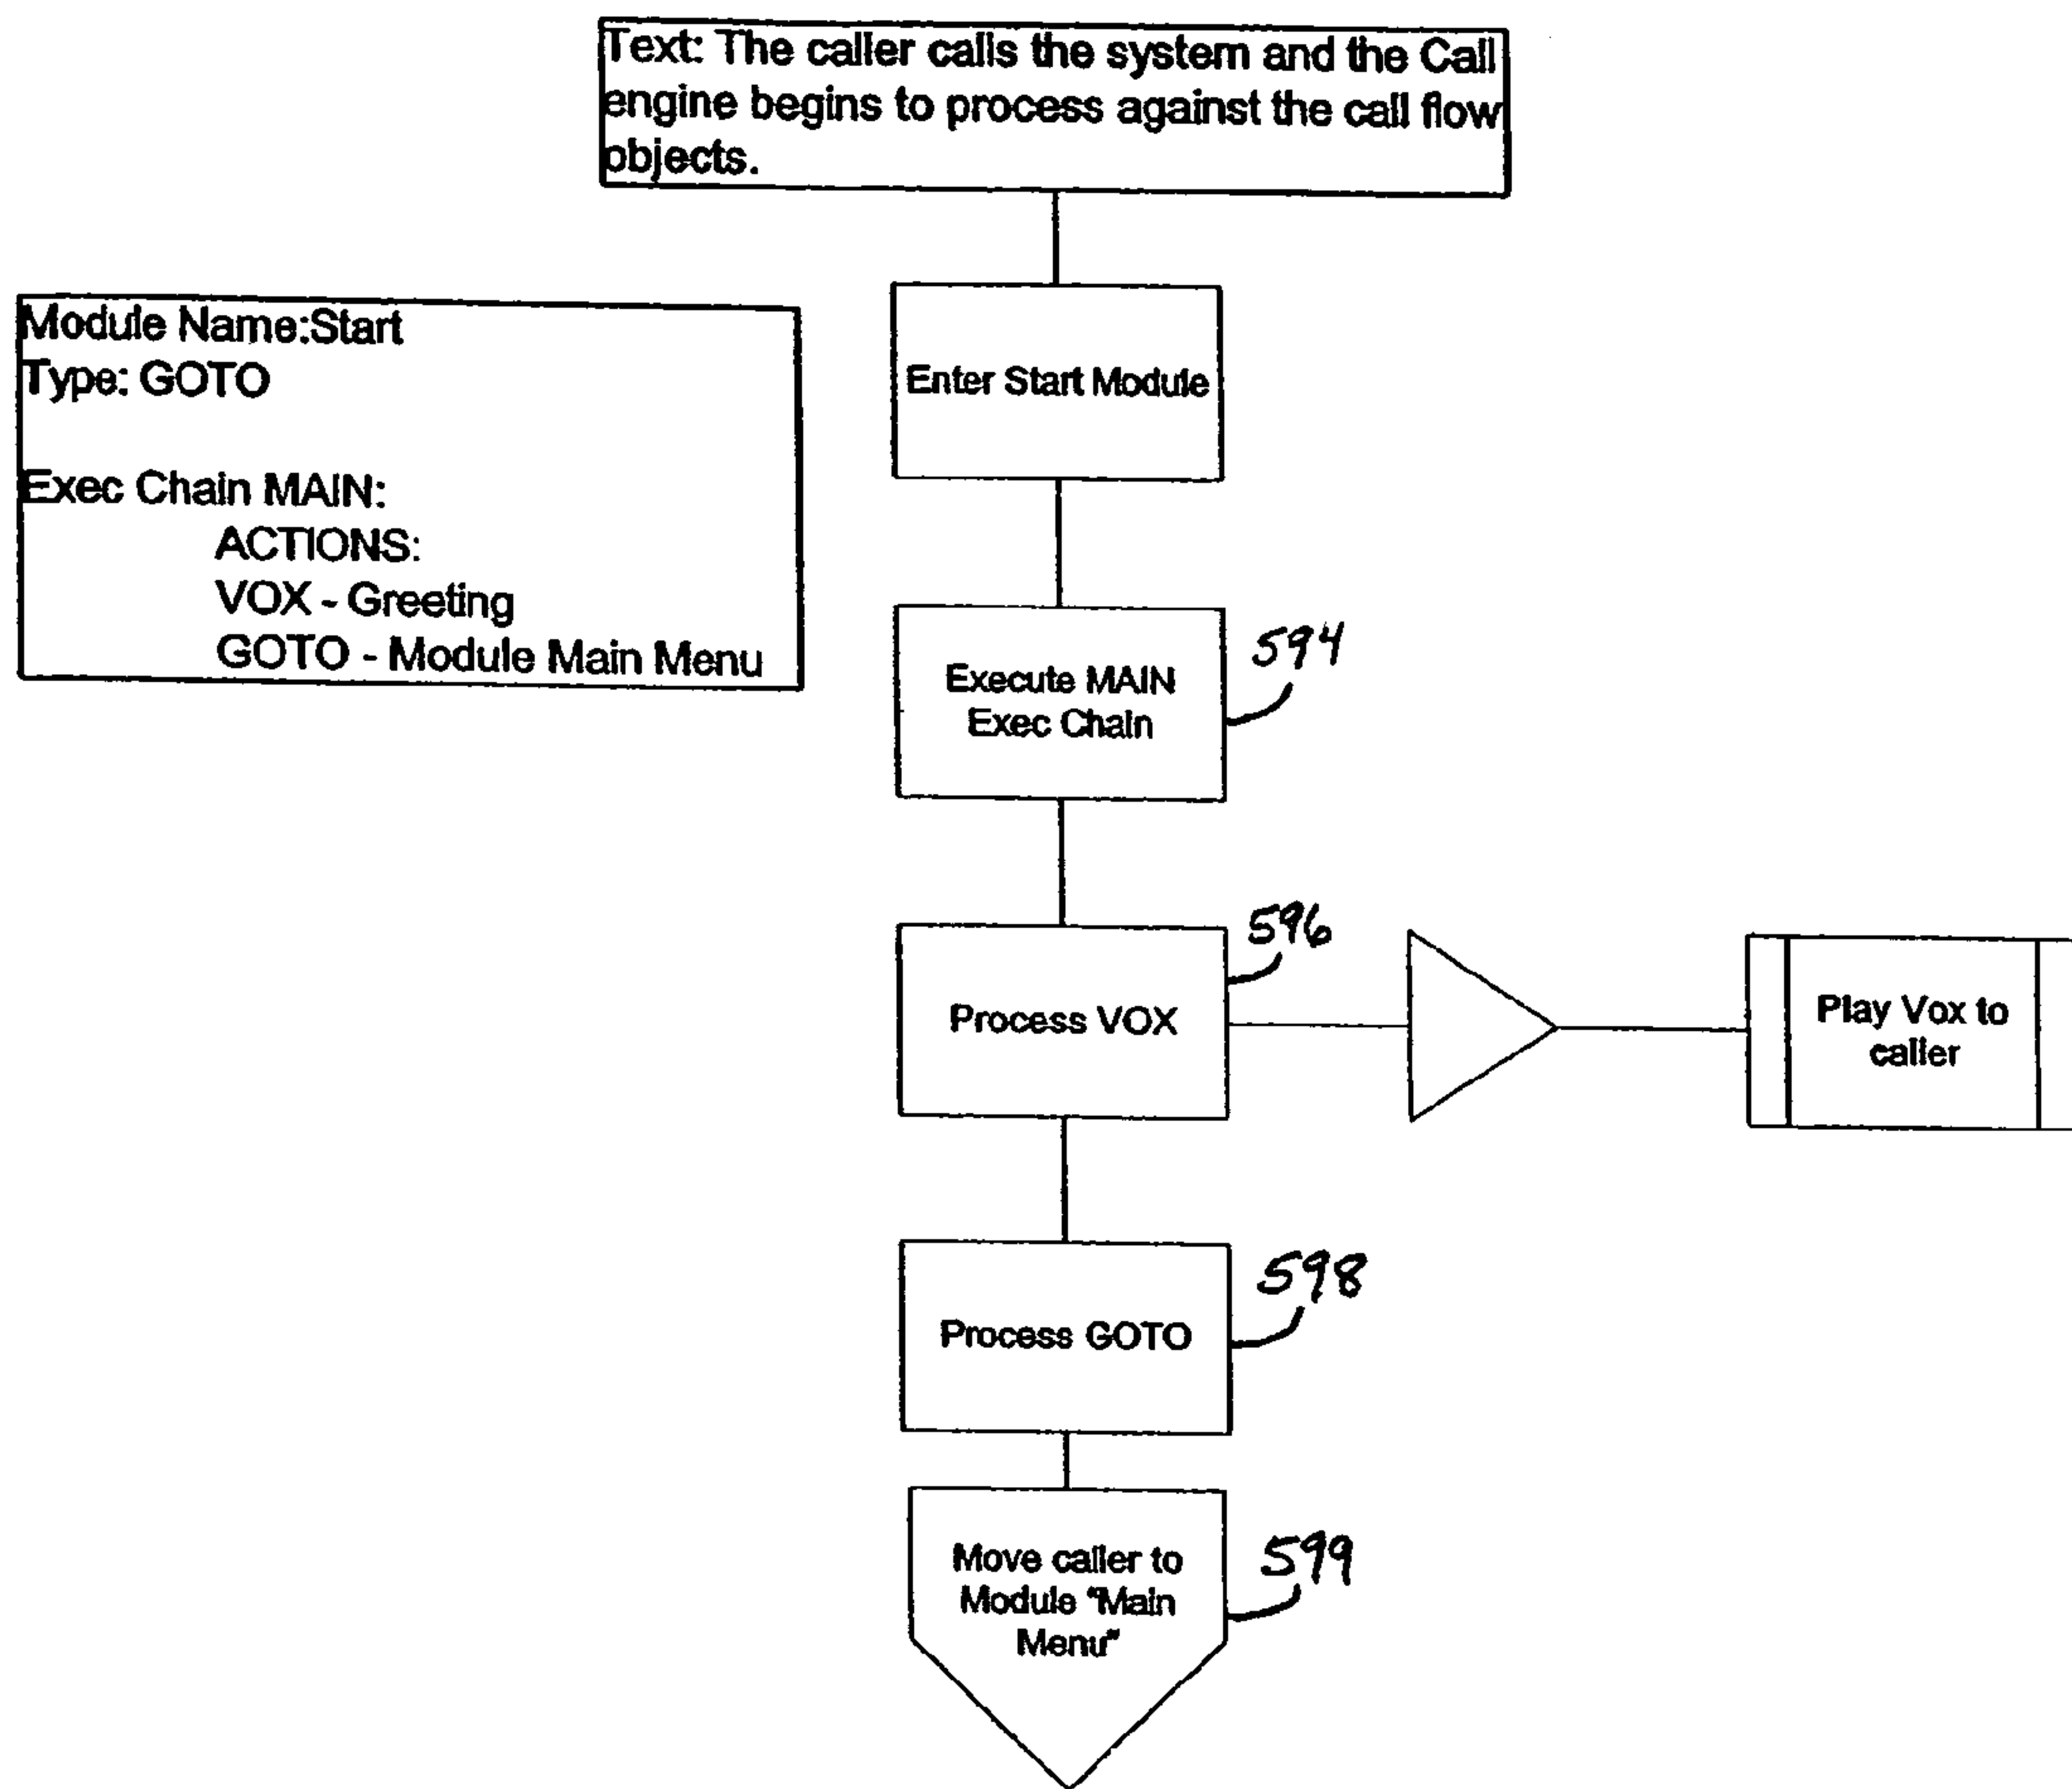 Text: The caller calls the system and the Call
engine begins to process against the call flow
objects.
Module Name:Start
Type: GOTO
Exec Chain MAIN:
ACTIONS:
VOX - Greeting
GOTO - Module Main Menu
Enter Start Module
Execute MAIN
Exec Chain
594
Process VOX
596
Play Vox to
caller
Process GOTO
598
Move caller to
Module "Main
Menu"
599